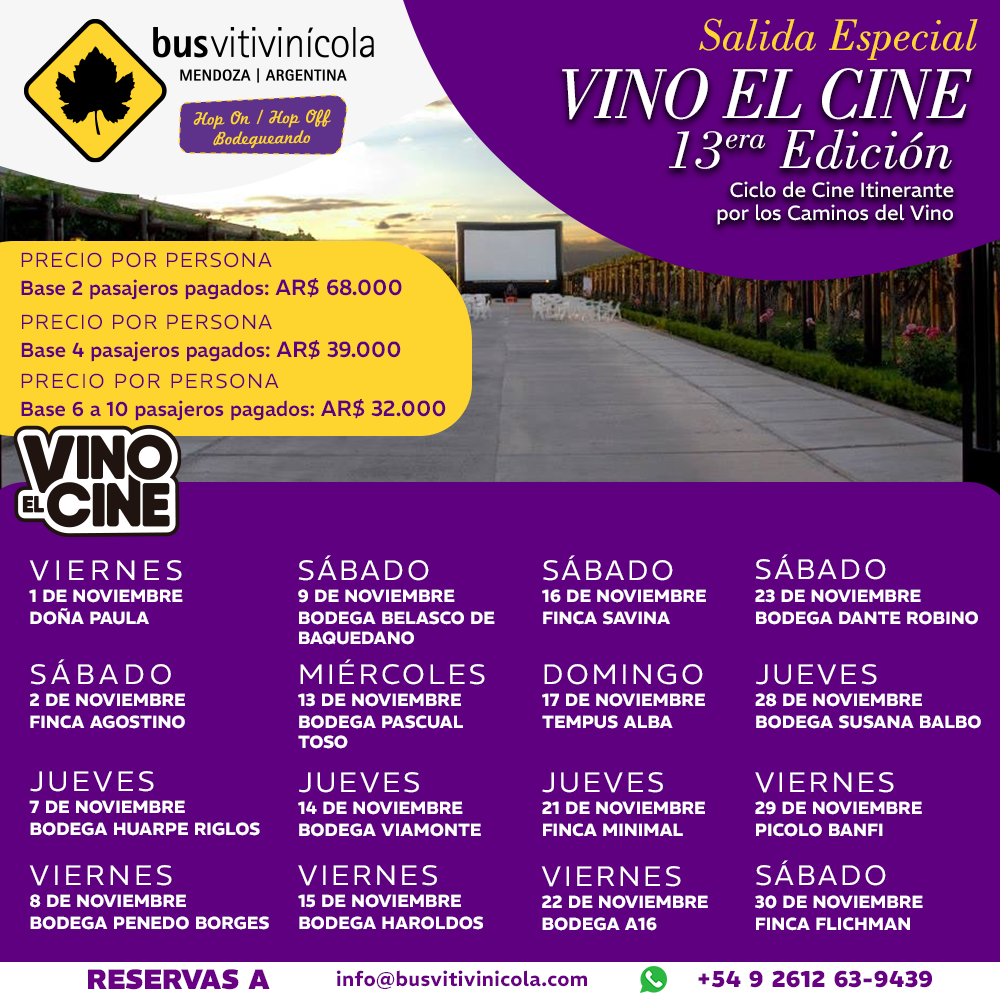 busvitivinícola
MENDOZA | ARGENTINA
Hop On / Hop Off
Bodegueando
Salida Especial
VINO EL CINE
13era Edición
Ciclo de Cine Itinerante
por los Caminos del Vino
PRECIO POR PERSONA
Base 2 pasajeros pagados: AR$ 68.000
PRECIO POR PERSONA
Base 4 pasajeros pagados: AR$ 39.000
PRECIO POR PERSONA
Base 6 a 10 pasajeros pagados: AR$ 32.000
VINO
EL CINE
VIERNES
1 DE NOVIEMBRE
DOÑA PAULA
SÁBADO
2 DE NOVIEMBRE
FINCA AGOSTINO
JUEVES
7 DE NOVIEMBRE
BODEGA HUARPE RIGLOS
VIERNES
8 DE NOVIEMBRE
BODEGA PENEDO BORGES
SÁBADO
9 DE NOVIEMBRE
BODEGA BELASCO DE
BAQUEDANO
MIÉRCOLES
13 DE NOVIEMBRE
BODEGA PASCUAL
TOSO
JUEVES
14 DE NOVIEMBRE
BODEGA VIAMONTE
VIERNES
15 DE NOVIEMBRE
BODEGA HAROLDOS
SÁBADO
16 DE NOVIEMBRE
FINCA SAVINA
DOMINGO
17 DE NOVIEMBRE
TEMPUS ALBA
JUEVES
21 DE NOVIEMBRE
FINCA MINIMAL
VIERNES
22 DE NOVIEMBRE
BODEGA A16
SÁBADO
23 DE NOVIEMBRE
BODEGA DANTE ROBINO
JUEVES
28 DE NOVIEMBRE
BODEGA SUSANA BALBO
VIERNES
29 DE NOVIEMBRE
PICOLO BANFI
SÁBADO
30 DE NOVIEMBRE
FINCA FLICHMAN
RESERVAS A info@busvitivinicola.com +54 9 2612 63-9439